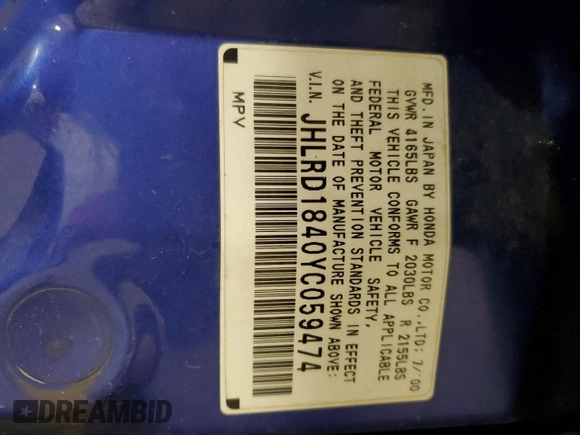 MFD. IN JAPAN BY HONDA MOTOR CO.,LTD; 7/'00
GVWR 4165LBS GAWR F 2030LBS R 2155LBS
THIS VEHICLE CONFORMS TO ALL APPLICABLE
FEDERAL MOTOR VEHICLE SAFETY,
AND THEFT PREVENTION STANDARDS IN EFFECT
ON THE DATE OF MANUFACTURE SHOWN ABOVE:
V.I.N. JHLRD1840YC059474
MPV
DREAMBID